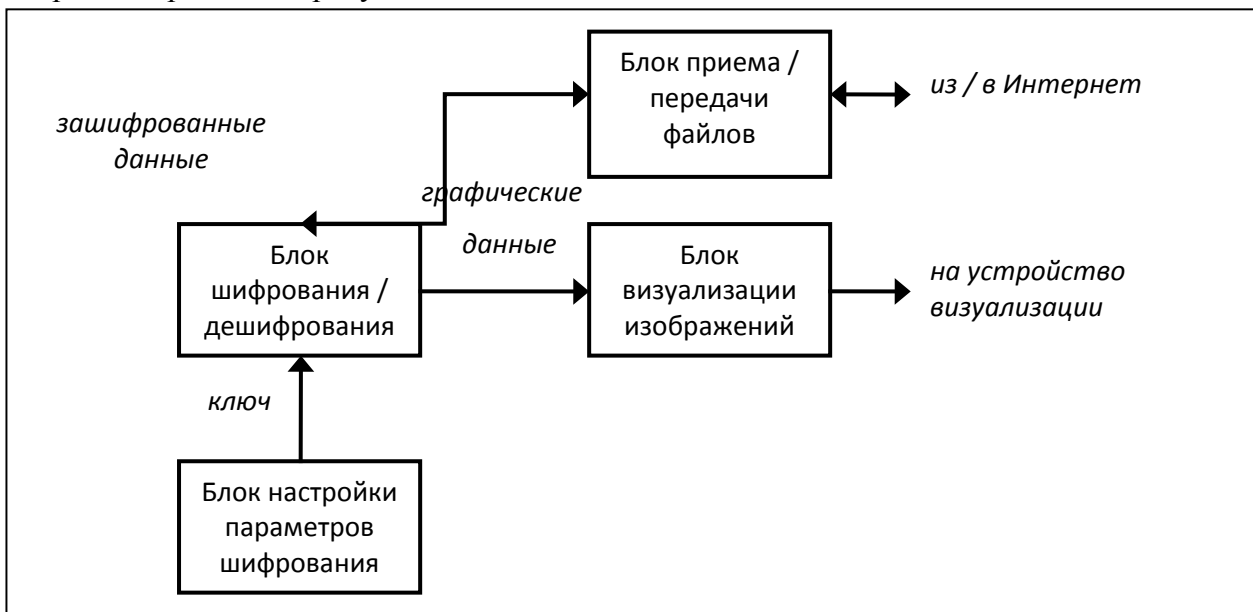 Блок приема /
передачи
файлов
из / в Интернет
зашифрованные
данные
графические
данные
Блок
шифрования /
дешифрования
Блок
визуализации
изображений
на устройство
визуализации
ключ
Блок настройки
параметров
шифрования